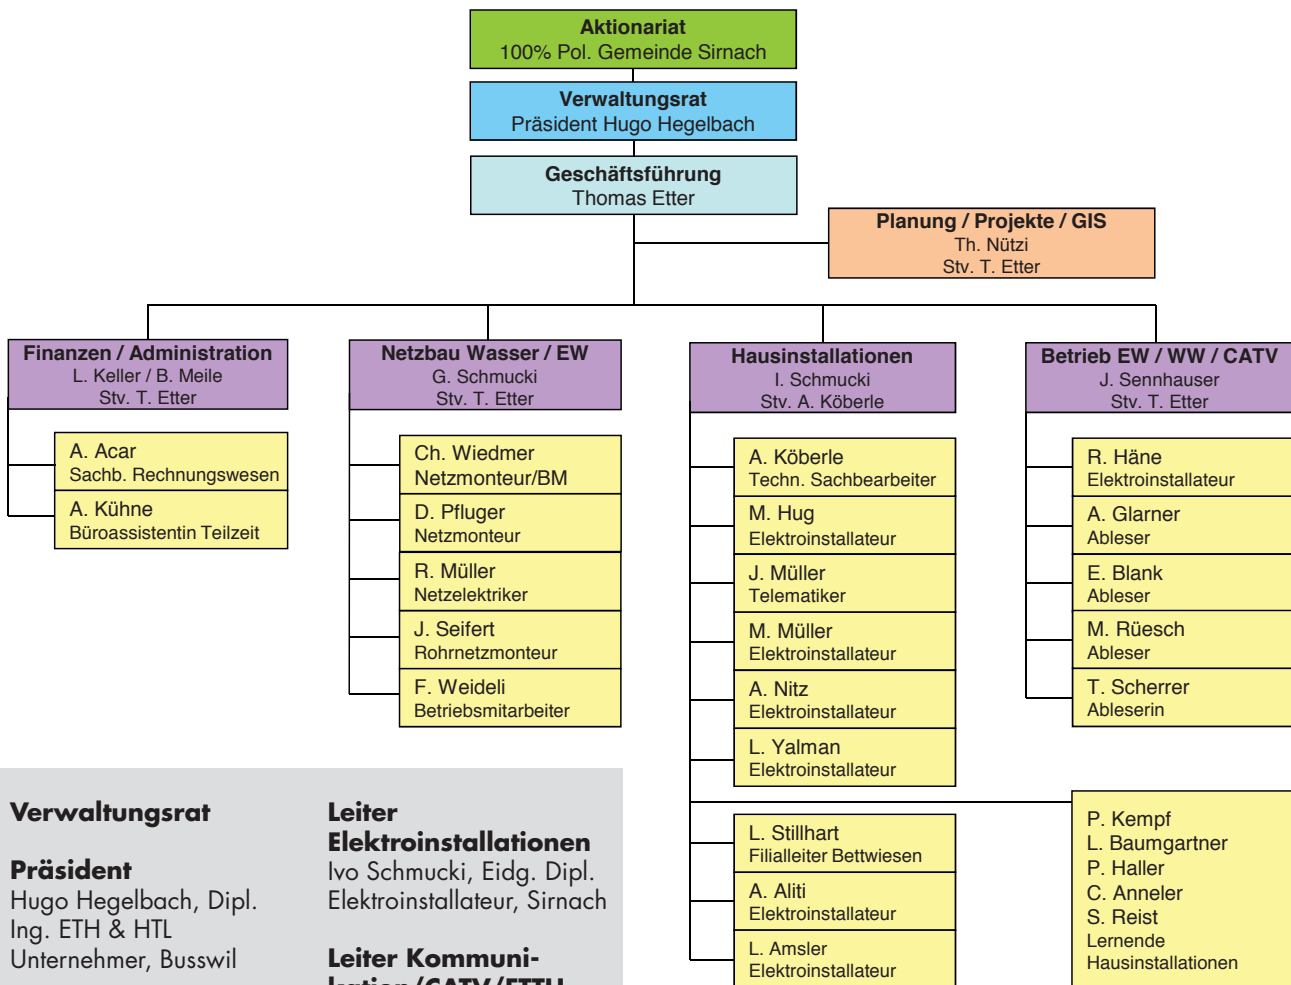 Aktionariat
100% Pol. Gemeinde Sirnach
Verwaltungsrat
Präsident Hugo Hegelbach
Geschäftsführung
Thomas Etter
Planung / Projekte / GIS
Th. Nützi
Stv. T. Etter
Finanzen / Administration
L. Keller / B. Meile
Stv. T. Etter
A. Acar
Sachb. Rechnungswesen
A. Kühne
Büroassistentin Teilzeit
Netzbau Wasser / EW
G. Schmucki
Stv. T. Etter
Ch. Wiedmer
Netzmonteur/BM
D. Pfluger
Netzmonteur
R. Müller
Netzelektriker
J. Seifert
Rohrnetzmonteur
F. Weideli
Betriebsmitarbeiter
Hausinstallationen
I. Schmucki
Stv. A. Köberle
A. Köberle
Techn. Sachbearbeiter
M. Hug
Elektroinstallateur
J. Müller
Telematiker
M. Müller
Elektroinstallateur
A. Nitz
Elektroinstallateur
L. Yalman
Elektroinstallateur
L. Stillhart
Filialleiter Bettwiesen
A. Aliti
Elektroinstallateur
L. Amsler
Elektroinstallateur
Betrieb EW / WW / CATV
J. Sennhauser
Stv. T. Etter
R. Häne
Elektroinstallateur
A. Glarner
Ableser
E. Blank
Ableser
M. Rüesch
Ableser
T. Scherrer
Ableserin
P. Kempf
L. Baumgartner
P. Haller
C. Anneler
S. Reist
Lernende
Hausinstallationen
Verwaltungsrat
Präsident
Hugo Hegelbach, Dipl.
Ing. ETH & HTL
Unternehmer, Busswil
Leiter
Elektroinstallationen
Ivo Schmucki, Eidg. Dipl.
Elektroinstallateur, Sirnach
Leiter Kommuni-
kation/CATV/FTTH